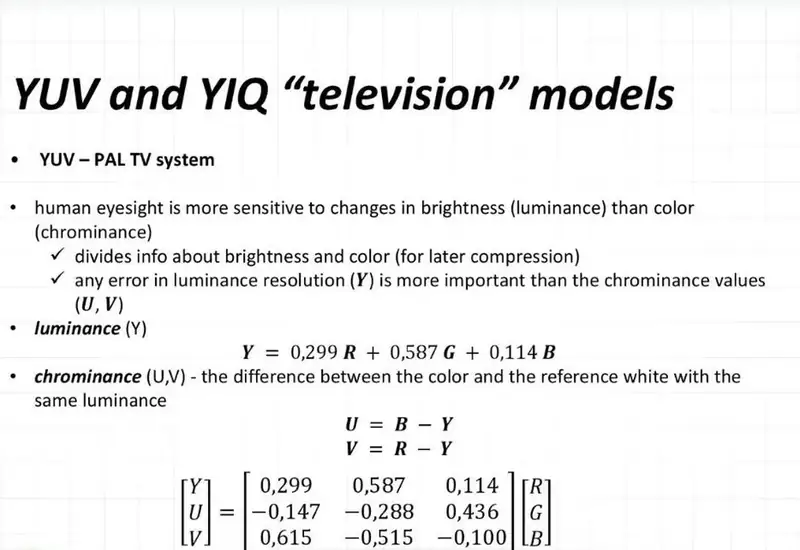 YUV and YIQ “television” models
• YUV – PAL TV system
• human eyesight is more sensitive to changes in brightness (luminance) than color
(chrominance)
✓ divides info about brightness and color (for later compression)
✓ any error in luminance resolution (Y) is more important than the chrominance values
(U, V)
• luminance (Y)
Y = 0,299 R + 0,587 G + 0,114 B
• chrominance (U,V) - the difference between the color and the reference white with the
same luminance
U = B − Y
V = R − Y
[Y] [0,299 0,587 0,114] [R]
[U] = [−0,147 −0,288 0,436] [G]
[V] [0,615 −0,515 −0,100] [B]